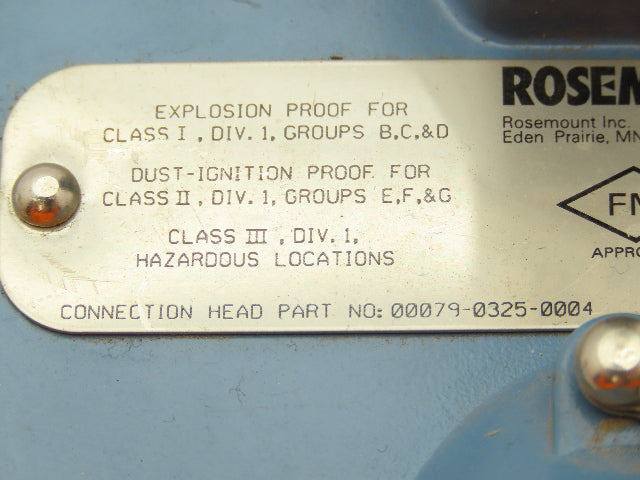 EXPLOSION PROOF FOR
CLASS I, DIV. 1, GROUPS B,C,&D
DUST-IGNITION PROOF FOR
CLASS II, DIV. 1, GROUPS E,F,&G
CLASS III, DIV. 1,
HAZARDOUS LOCATIONS
CONNECTION HEAD PART NO: 00079-0325-0004
ROSEM
Rosemount Inc.
Eden Prairie, MN
FM
APPRO